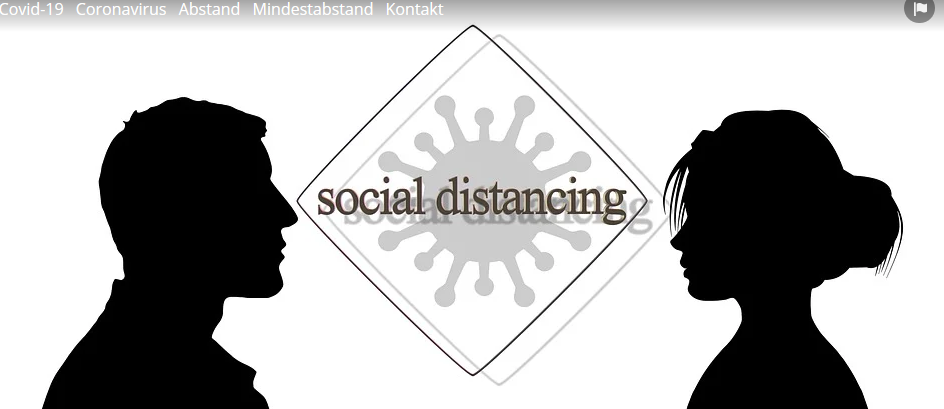 Covid-19 Coronavirus Abstand Mindestabstand Kontakt
social distancing